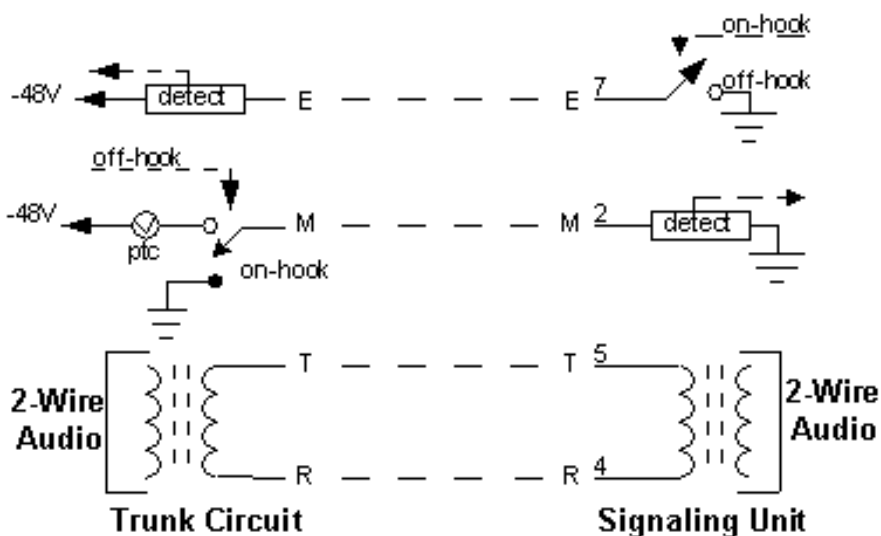 on-hook
-48V
detect
E
E
7
off-hook
off-hook
-48V
ptc
M
M
2
detect
on-hook
T
T
5
2-Wire
Audio
2-Wire
Audio
R
R
4
Trunk Circuit
Signaling Unit